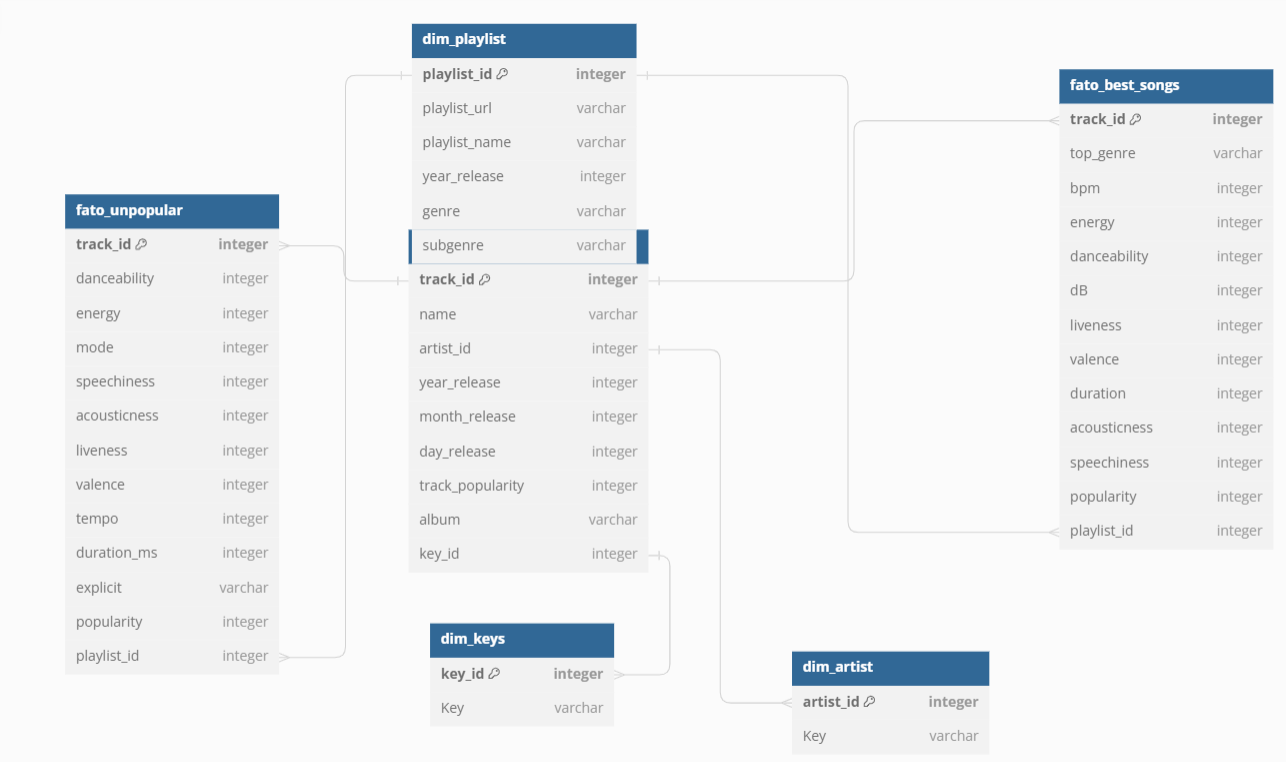 dim_playlist
playlist_id integer
playlist_url varchar
playlist_name varchar
year_release integer
genre varchar
subgenre varchar
track_id integer
name varchar
artist_id integer
year_release integer
month_release integer
day_release integer
track_popularity integer
album varchar
key_id integer
fato_unpopular
track_id integer
danceability integer
energy integer
mode integer
speechiness integer
acousticness integer
liveness integer
valence integer
tempo integer
duration_ms integer
explicit varchar
popularity integer
playlist_id integer
fato_best_songs
track_id integer
top_genre varchar
bpm integer
energy integer
danceability integer
dB integer
liveness integer
valence integer
duration integer
acousticness integer
speechiness integer
popularity integer
playlist_id integer
dim_keys
key_id integer
Key varchar
dim_artist
artist_id integer
Key varchar